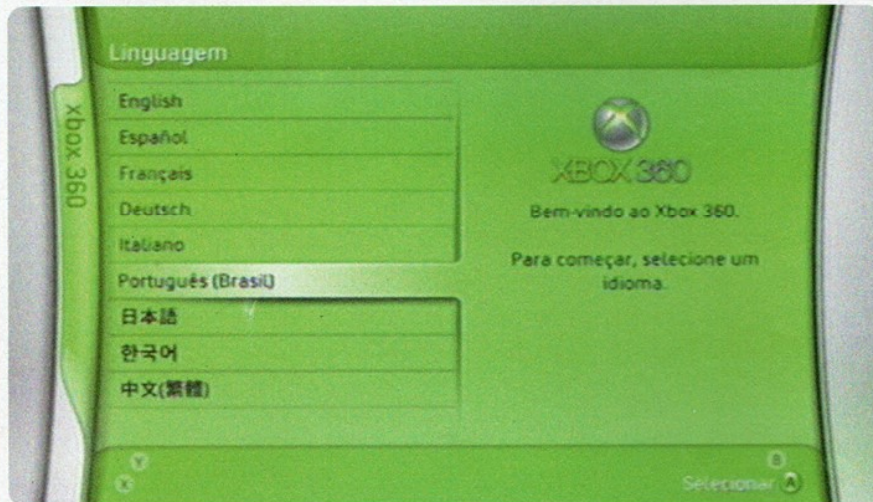 Linguagem
xbox 360
English
Español
Français
Deutsch
Italiano
Português (Brasil)
日本語
한국어
中文(繁體)
XBOX 360
Bem-vindo ao Xbox 360.
Para começar, selecione um
idioma.
Y
X
B
Selecionar A